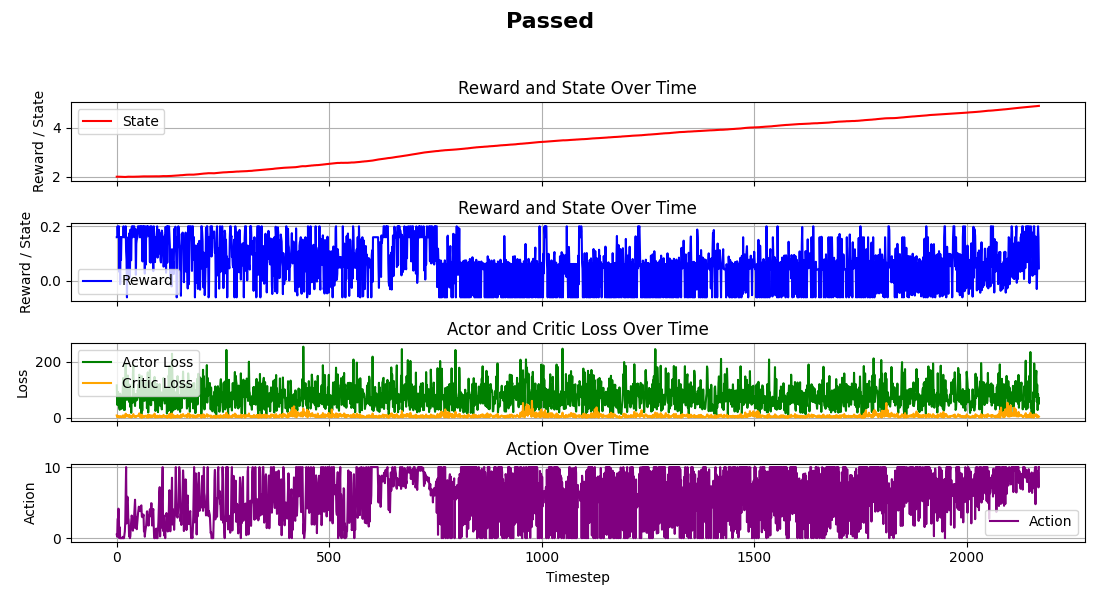 Passed
Reward and State Over Time
Reward / State
4
2
State
Reward and State Over Time
Reward / State
0.2
0.0
Reward
Actor and Critic Loss Over Time
Loss
200
0
Actor Loss
Critic Loss
Action Over Time
Action
10
0
Action
0 500 1000 1500 2000
Timestep